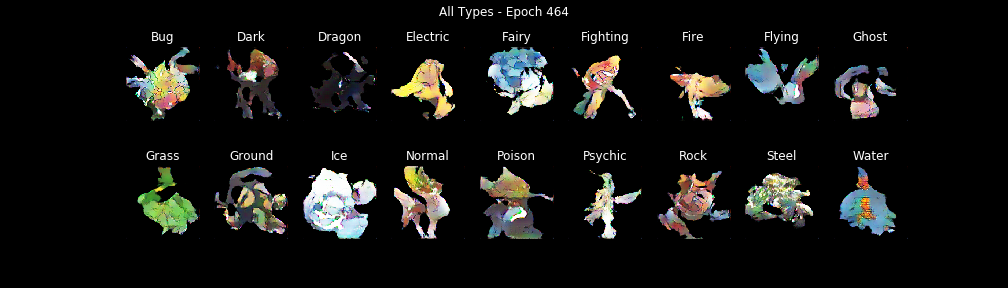 All Types - Epoch 464
Bug Dark Dragon Electric Fairy Fighting Fire Flying Ghost
Grass Ground Ice Normal Poison Psychic Rock Steel Water